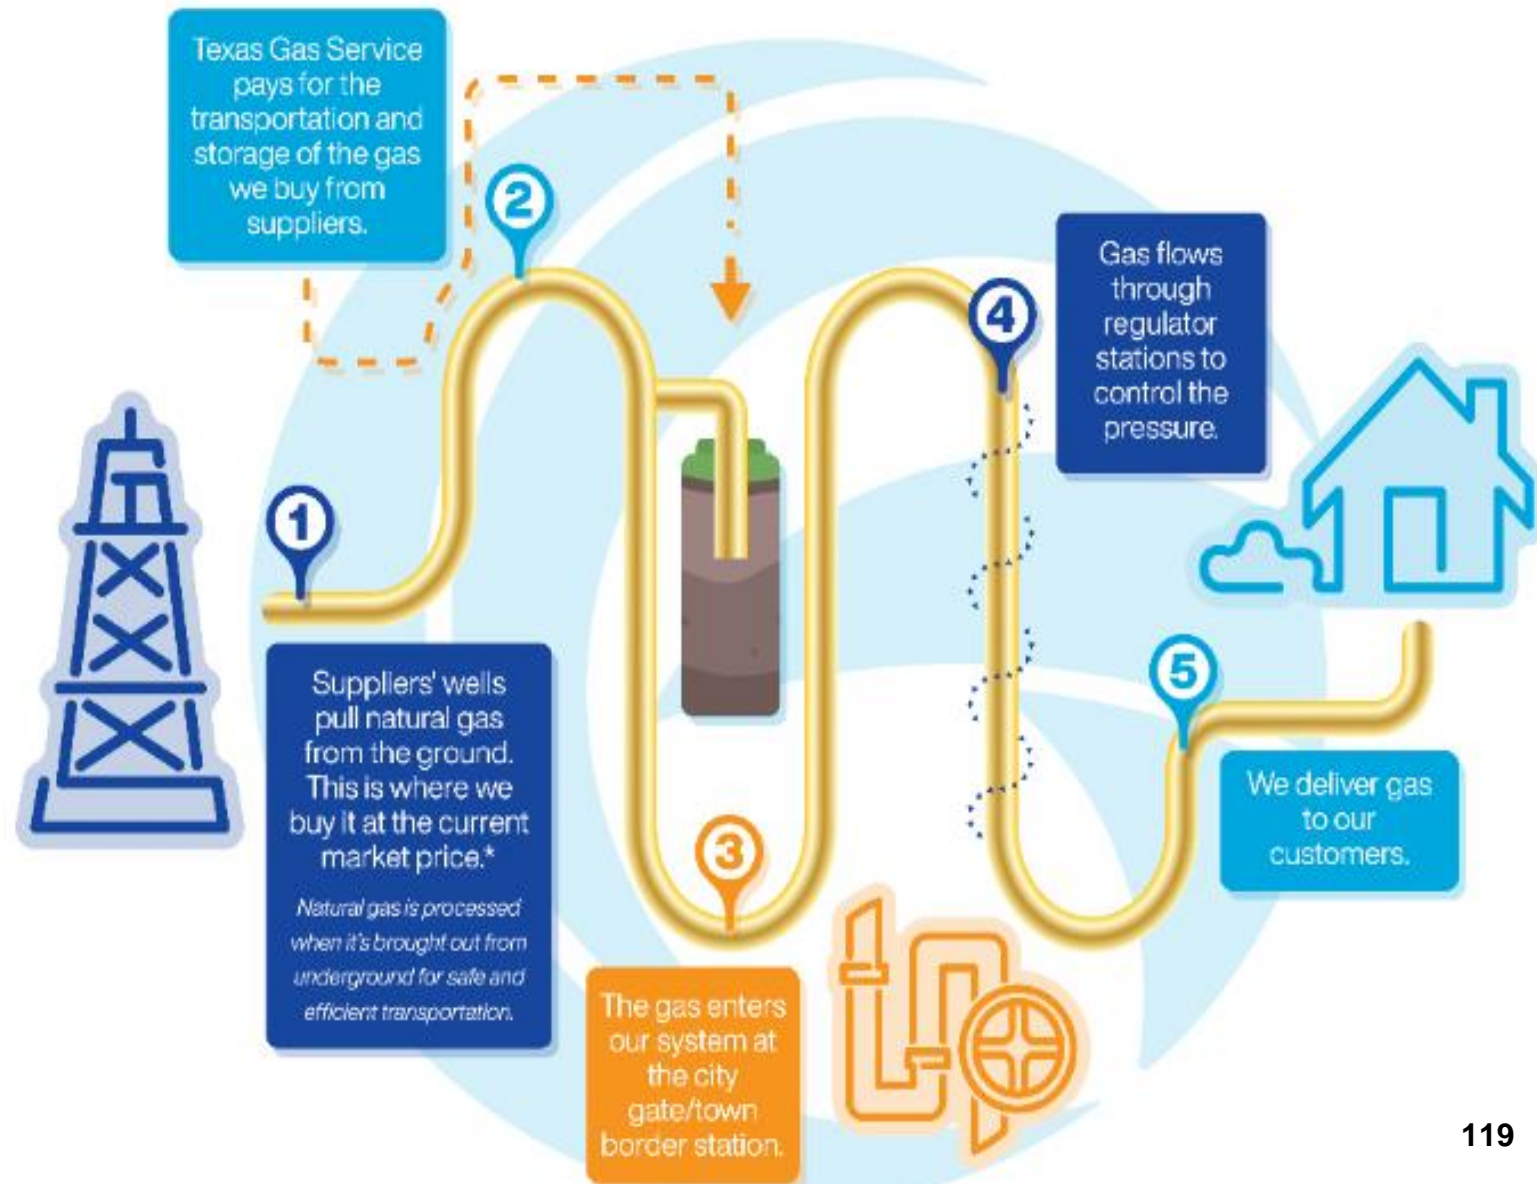 Texas Gas Service
pays for the
transportation and
storage of the gas
we buy from
suppliers.
2
Gas flows
through
regulator
stations to
control the
pressure.
4
1
Suppliers' wells
pull natural gas
from the ground.
This is where we
buy it at the current
market price.*
Natural gas is processed
when it's brought out from
underground for safe and
efficient transportation.
3
The gas enters
our system at
the city
gate/town
border station.
5
We deliver gas
to our
customers.
119